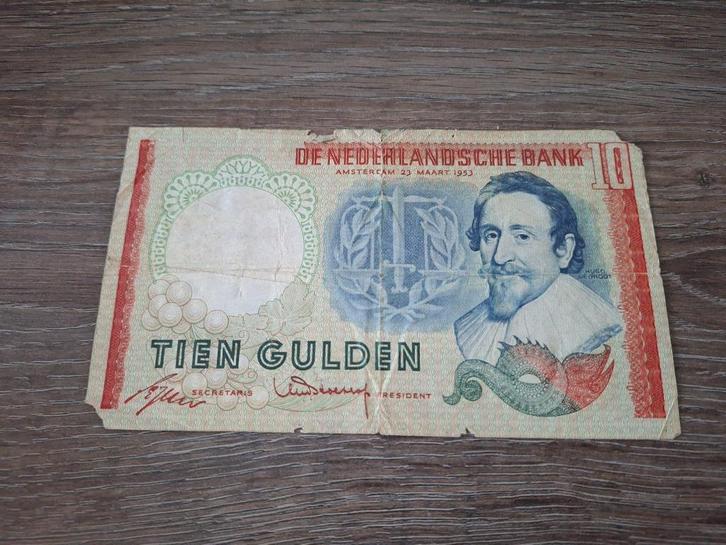 DE NEDERLANDSCHE BANK 10
AMSTERDAM 23 MAART 1953
HUGO
DE GROOT
TIEN GULDEN
SECRETARIS PRESIDENT